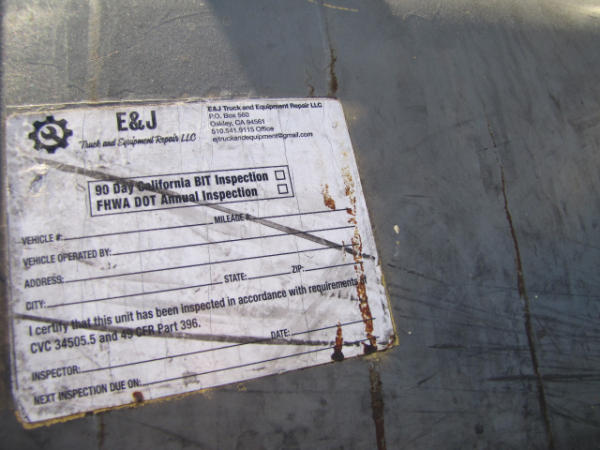 E&J
Truck and Equipment Repair LLC
E&J Truck and Equipment Repair LLC
P.O. Box 560
Oakley, CA 94561
510.541.9115 Office
ejtruckandequipment@gmail.com
90 Day California BIT Inspection
FHWA DOT Annual Inspection
VEHICLE #: MILEAGE #
VEHICLE OPERATED BY:
ADDRESS:
CITY: STATE: ZIP:
I certify that this unit has been inspected in accordance with requirements
CVC 34505.5 and 49 CFR Part 396.
INSPECTOR: DATE:
NEXT INSPECTION DUE ON: